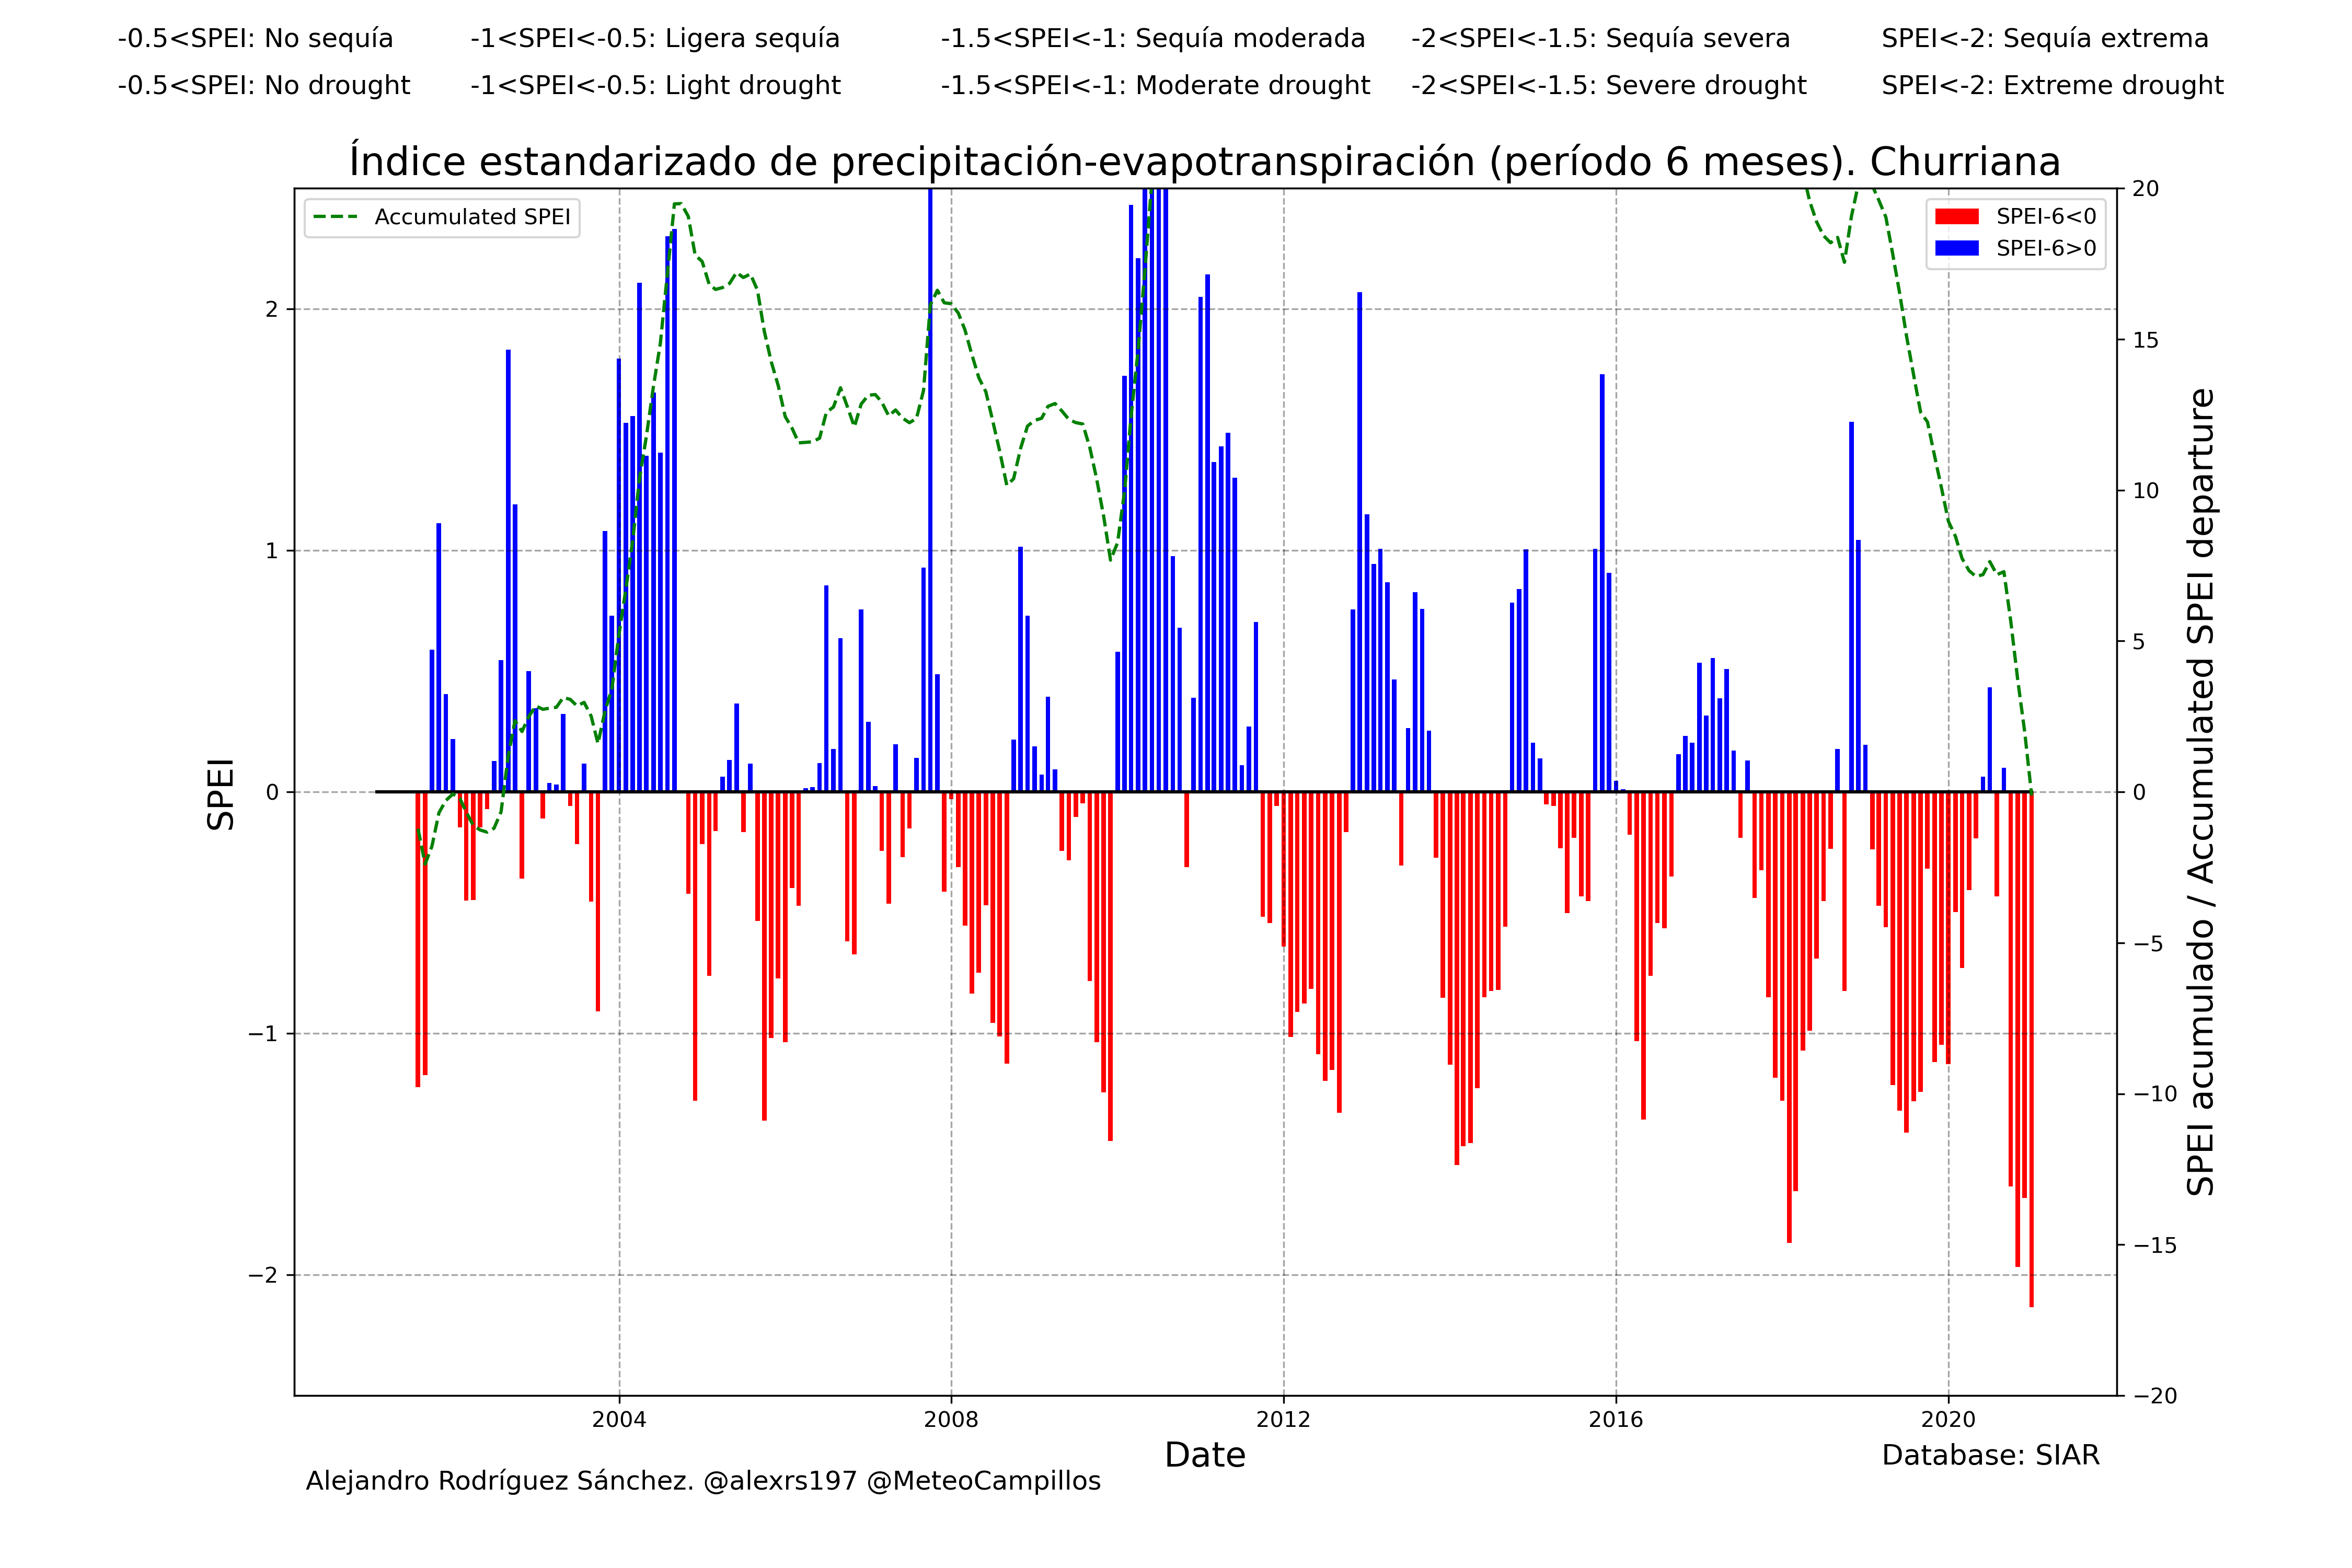 -0.5<SPEI: No sequía
-1<SPEI<-0.5: Ligera sequía
-1.5<SPEI<-1: Sequía moderada
-2<SPEI<-1.5: Sequía severa
SPEI<-2: Sequía extrema
-0.5<SPEI: No drought
-1<SPEI<-0.5: Light drought
-1.5<SPEI<-1: Moderate drought
-2<SPEI<-1.5: Severe drought
SPEI<-2: Extreme drought
Índice estandarizado de precipitación-evapotranspiración (período 6 meses). Churriana
Accumulated SPEI
SPEI-6<0
SPEI-6>0
SPEI
2
1
0
−1
−2
20
15
10
5
0
−5
−10
−15
−20
SPEI acumulado / Accumulated SPEI departure
2004
2008
2012
2016
2020
Date
Database: SIAR
Alejandro Rodríguez Sánchez. @alexrs197 @MeteoCampillos